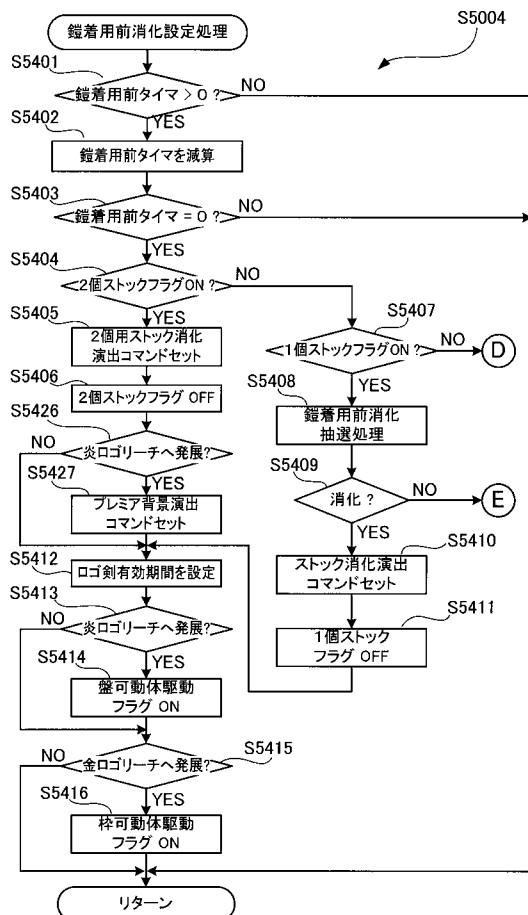 鎧着用前消化設定処理
S5004
S5401
鎧着用前タイマ > 0 ?
NO
YES
S5402
鎧着用前タイマを減算
S5403
鎧着用前タイマ = 0 ?
NO
YES
S5404
2個ストックフラグON ?
NO
YES
S5405
2個用ストック消化
演出コマンドセット
S5406
2個ストックフラグ OFF
S5426
炎ロゴリーチへ発展?
NO
YES
S5427
プレミア背景演出
コマンドセット
S5407
1個ストックフラグON ?
NO
D
YES
S5408
鎧着用前消化
抽選処理
S5409
消化 ?
NO
E
YES
S5410
ストック消化演出
コマンドセット
S5411
1個ストック
フラグ OFF
S5412
ロゴ剣有効期間を設定
S5413
炎ロゴリーチへ発展?
NO
YES
S5414
盤可動体駆動
フラグ ON
S5415
金ロゴリーチへ発展?
NO
YES
S5416
枠可動体駆動
フラグ ON
リターン